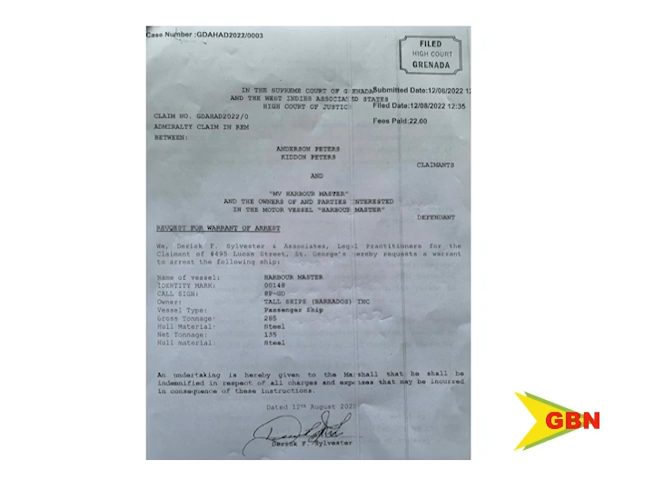 Case Number :GDAHAD2022/0003
FILED
HIGH COURT
GRENADA
Submitted Date:12/08/2022 12
Filed Date:12/08/2022 12:35
Fees Paid:22.60
IN THE SUPREME COURT OF GRENADA
AND THE WEST INDIES ASSOCIATED STATES
HIGH COURT OF JUSTICE
CLAIM NO. GDAHAD2022/0
ADMIRALTY CLAIM IN REM
BETWEEN:
ANDERSON PETERS
KIDDON PETERS
CLAIMANTS
AND
"MV HARBOUR MASTER"
AND THE OWNERS OF AND PARTIES INTERESTED
IN THE MOTOR VESSEL "HARBOUR MASTER"
DEFENDANT
REQUEST FOR WARRANT OF ARREST
We, Derick F. Sylvester & Associates, Legal Practitioners for the
Claimant of #485 Lucas Street, St. George's hereby requests a warrant
to arrest the following ship:
Name of vessel: HARBOUR MASTER
IDENTITY MARK: 00149
CALL SIGN:
Owner: TALL SHIPS (BARBADOS) INC
Vessel Type: Passenger Ship
Gross Tonnage: 285
Hull Material: Steel
Net Tonnage: 135
Hull material: Steel
An undertaking is hereby given to the Marshall that he shall be
indemnified in respect of all charges and expenses that may be incurred
in consequence of these instructions.
Dated 12th August 2022
Derick F. Sylvester
GBN